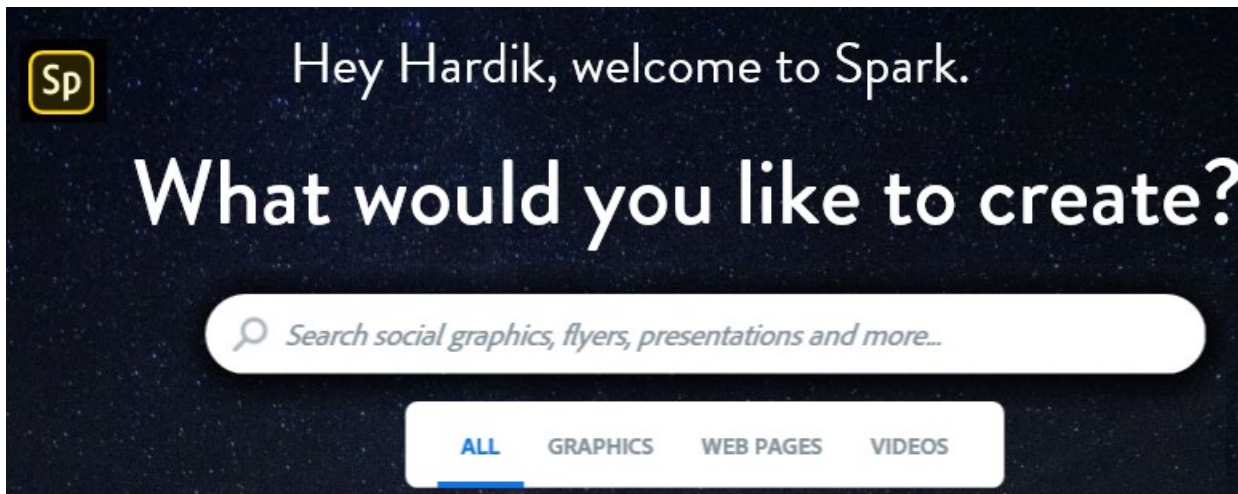 Sp
Hey Hardik, welcome to Spark.
What would you like to create?
Search social graphics, flyers, presentations and more...
ALL GRAPHICS WEB PAGES VIDEOS